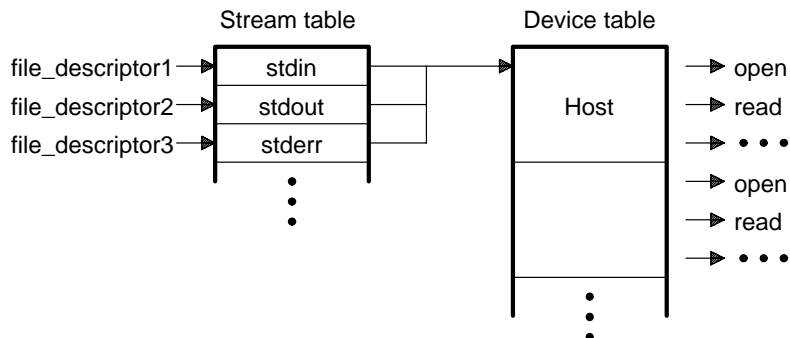 Stream table
Device table
file_descriptor1
stdin
open
file_descriptor2
stdout
Host
read
file_descriptor3
stderr
• • •
open
read
• • •